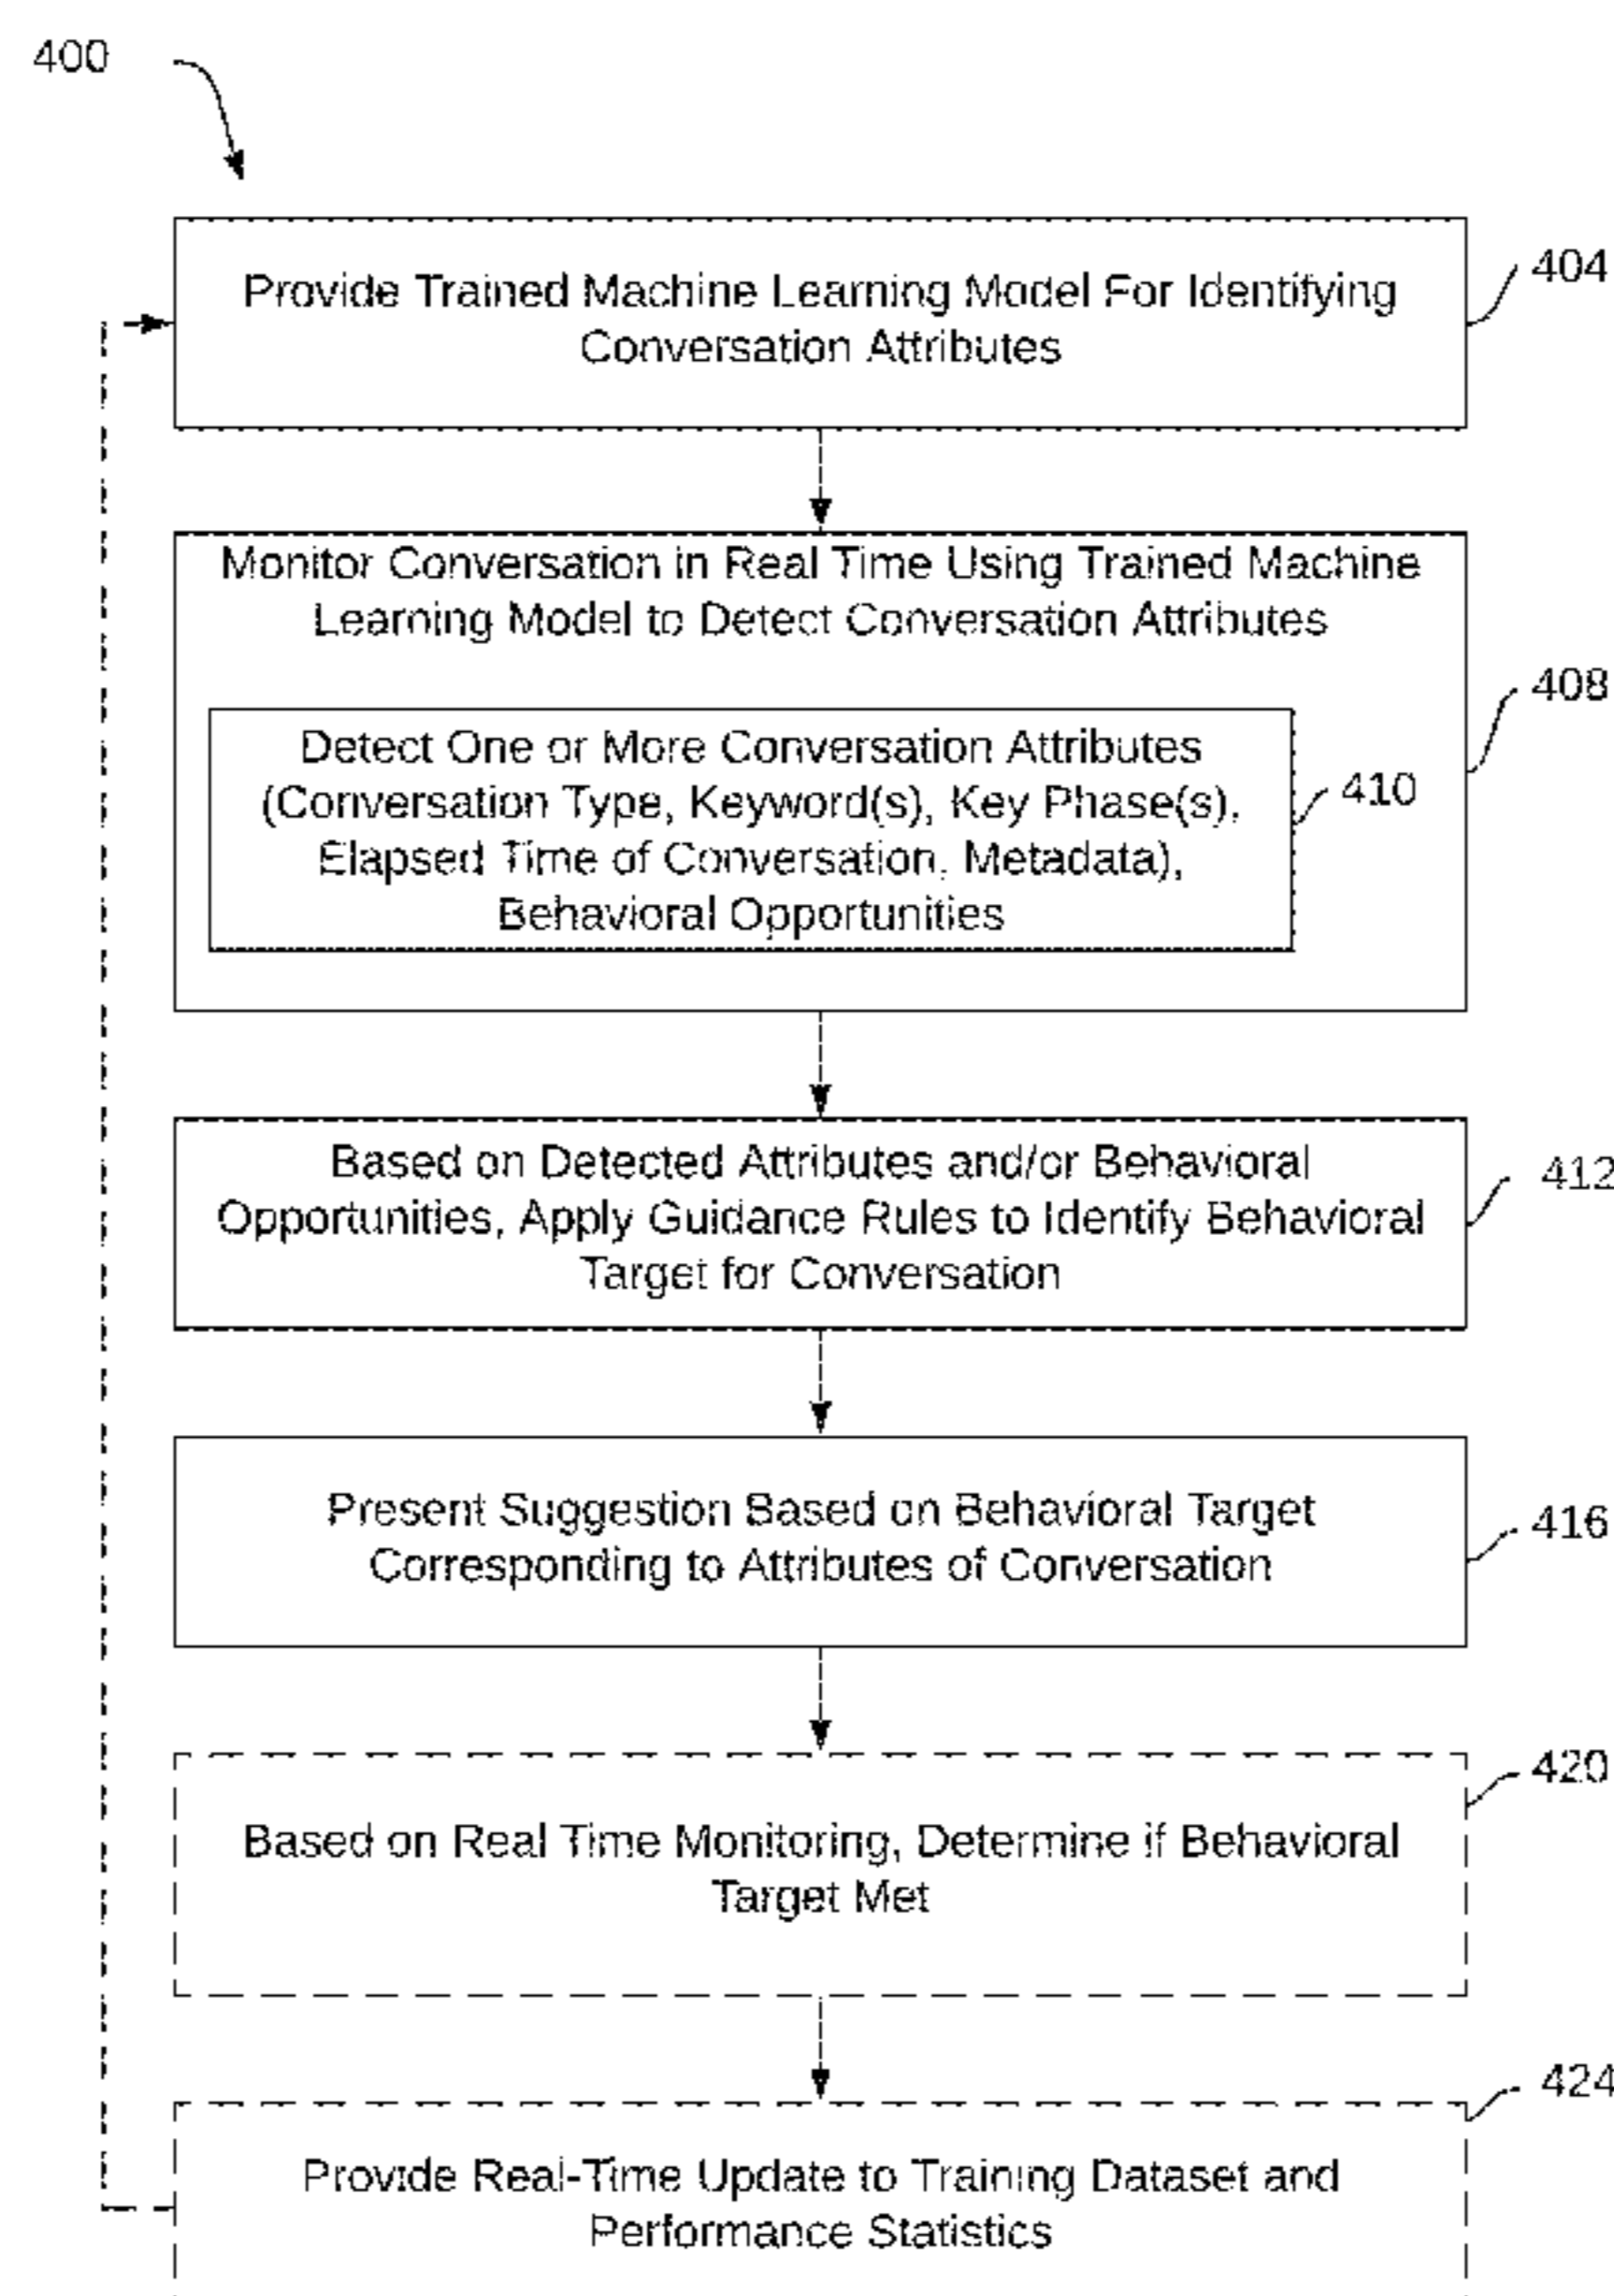 400
Provide Trained Machine Learning Model For Identifying
Conversation Attributes
404
Monitor Conversation in Real Time Using Trained Machine
Learning Model to Detect Conversation Attributes
408
Detect One or More Conversation Attributes
(Conversation Type, Keyword(s), Key Phase(s),
Elapsed Time of Conversation, Metadata),
Behavioral Opportunities
410
Based on Detected Attributes and/or Behavioral
Opportunities, Apply Guidance Rules to Identify Behavioral
Target for Conversation
412
Present Suggestion Based on Behavioral Target
Corresponding to Attributes of Conversation
416
Based on Real Time Monitoring, Determine if Behavioral
Target Met
420
Provide Real-Time Update to Training Dataset and
Performance Statistics
424